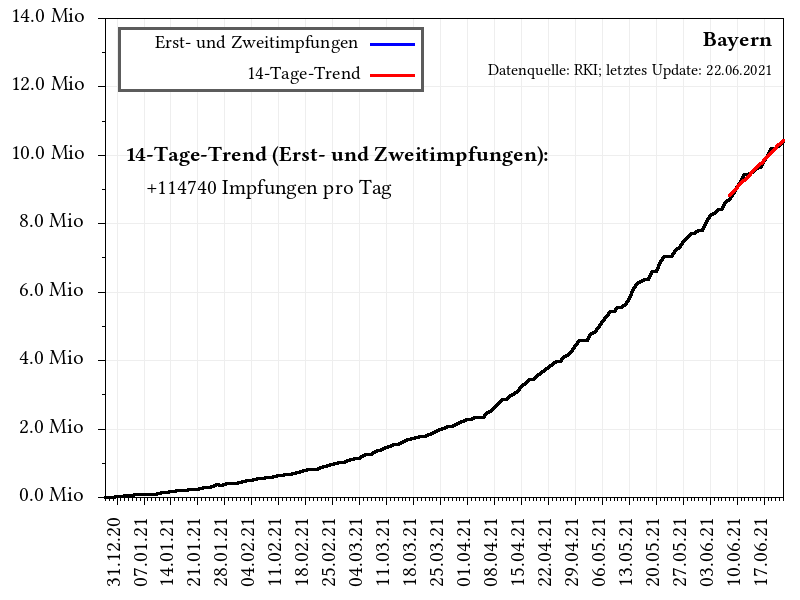 14.0 Mio
12.0 Mio
10.0 Mio
8.0 Mio
6.0 Mio
4.0 Mio
2.0 Mio
0.0 Mio
Erst- und Zweitimpfungen
14-Tage-Trend
Bayern
Datenquelle: RKI; letztes Update: 22.06.2021
14-Tage-Trend (Erst- und Zweitimpfungen):
+114740 Impfungen pro Tag
31.12.20
07.01.21
14.01.21
21.01.21
28.01.21
04.02.21
11.02.21
18.02.21
25.02.21
04.03.21
11.03.21
18.03.21
25.03.21
01.04.21
08.04.21
15.04.21
22.04.21
29.04.21
06.05.21
13.05.21
20.05.21
27.05.21
03.06.21
10.06.21
17.06.21